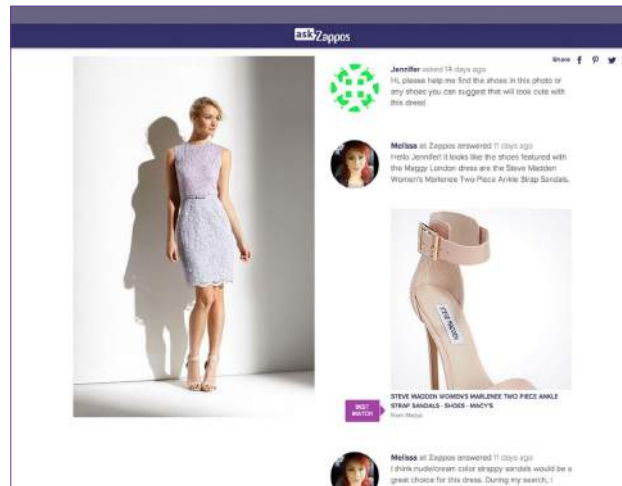 ask Zappos
Share
Jennifer asked 14 days ago
Hi, please help me find the shoes in this photo or
any shoes you can suggest that will look cute with
this dress!
Melissa at Zappos answered 11 days ago
Hello Jennifer! It looks like the shoes featured with
the Maggy London dress are the Steve Madden
Women's Marlenee Two Piece Ankle Strap Sandals.
STEVE MADDEN
BEST
MATCH
STEVE MADDEN WOMEN'S MARLENEE TWO PIECE ANKLE
STRAP SANDALS - SHOES - MACY'S
from Macys
Melissa at Zappos answered 11 days ago
I think nude/cream color strappy sandals would be a
great choice for this dress. During my search, I